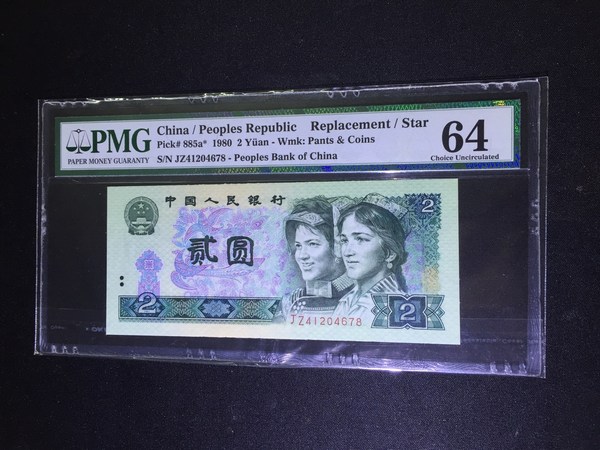 PMG
PAPER MONEY GUARANTY
China / Peoples Republic Replacement / Star
Pick# 885a* 1980 2 Yüan - Wmk: Pants & Coins
S/N JZ41204678 - Peoples Bank of China
64
Choice Uncirculated
中国人民银行
2
贰圆
JZ41204678
2
2